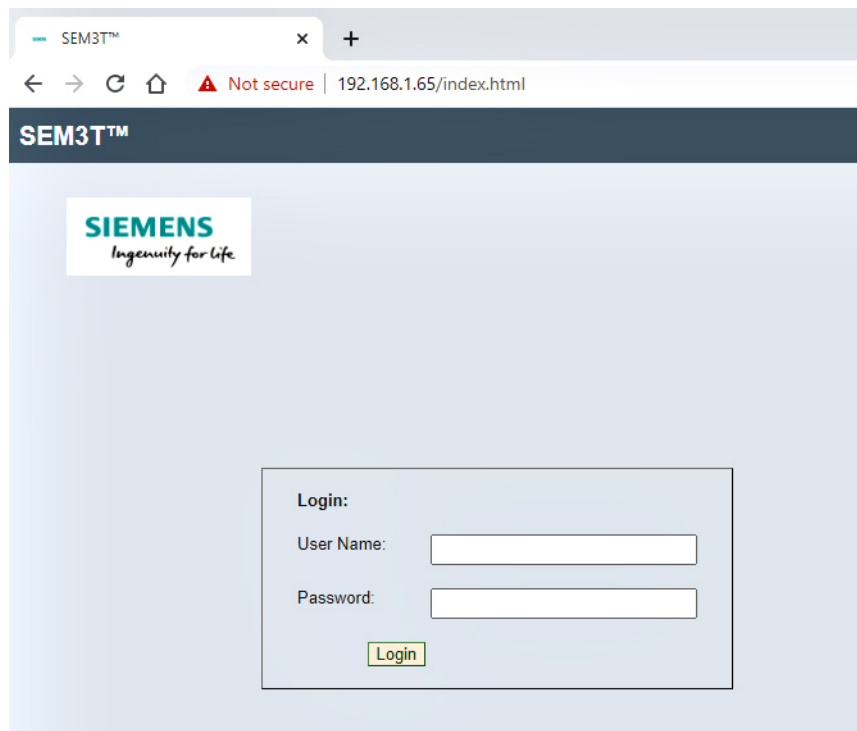 SEM3T™
Not secure | 192.168.1.65/index.html
SEM3T™
SIEMENS
Ingenuity for life
Login:
User Name:
Password:
Login